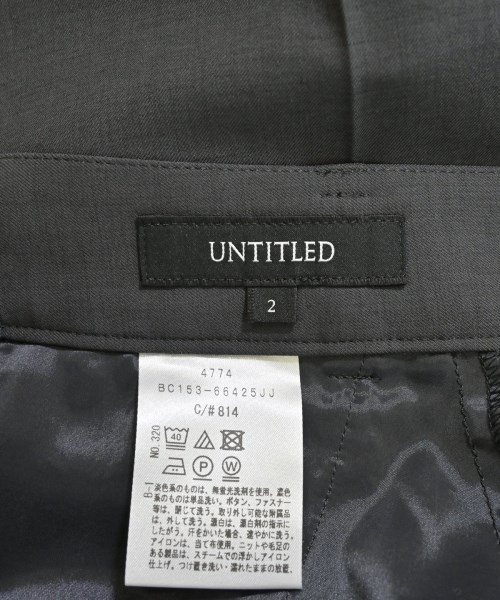 UNTITLED
2
4774
BC153-66425JJ
C/#814
NO.320
40
P W
B-1
淡色系のものは、無蛍光洗剤を使用。濃色
系のものは単品洗い。ボタン、ファスナー
等は、閉じて洗う。取り外し可能な附属品
は、外して洗う。漂白は、漂白剤の指示に
したがう。汗をかいた場合、速やかに洗う。
アイロンは、当て布使用。ニットや毛足の
ある製品は、スチームでの浮かしアイロン
仕上げ。つけ置き洗い・濡れたままの放置、